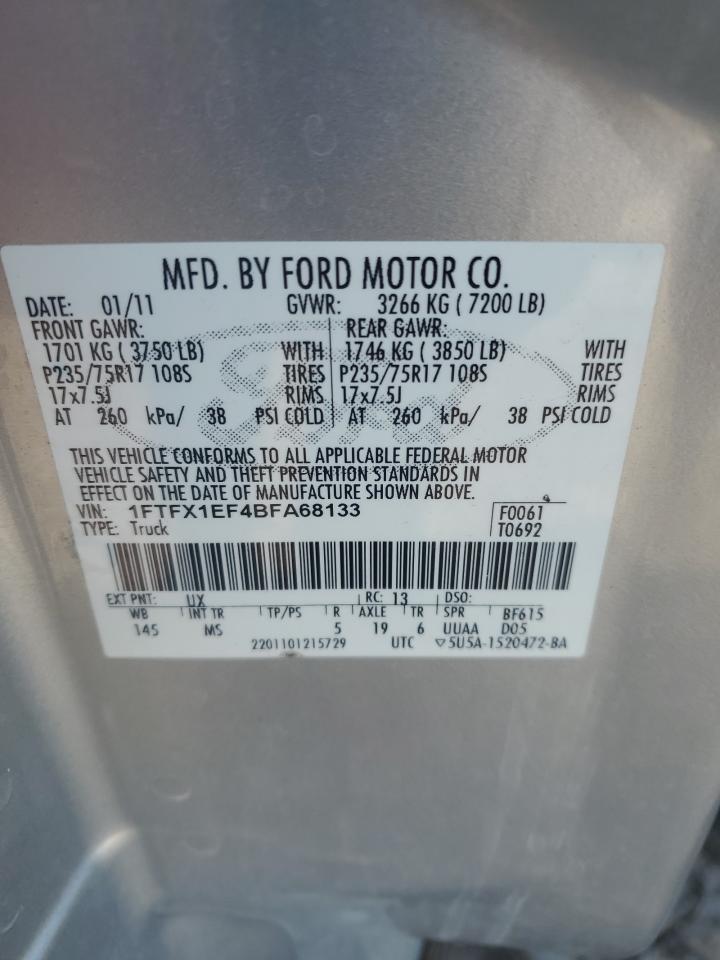 MFD. BY FORD MOTOR CO.
DATE: 01/11 GVWR: 3266 KG ( 7200 LB)
FRONT GAWR: REAR GAWR:
1701 KG ( 3750 LB) WITH 1746 KG ( 3850 LB) WITH
P235/75R17 108S TIRES P235/75R17 108S TIRES
17x7.5J RIMS 17x7.5J RIMS
AT 260 kPa/ 38 PSI COLD AT 260 kPa/ 38 PSI COLD
Ford
THIS VEHICLE CONFORMS TO ALL APPLICABLE FEDERAL MOTOR
VEHICLE SAFETY AND THEFT PREVENTION STANDARDS IN
EFFECT ON THE DATE OF MANUFACTURE SHOWN ABOVE.
VIN: 1FTFX1EF4BFA68133 F0061
TYPE: Truck T0692
EXT PNT: UX RC: 13 DSO:
WB INT TR TP/PS R AXLE TR SPR BF615
145 MS 5 19 6 UUAA D05
2201101215729 UTC ▽5U5A-1520472-BA